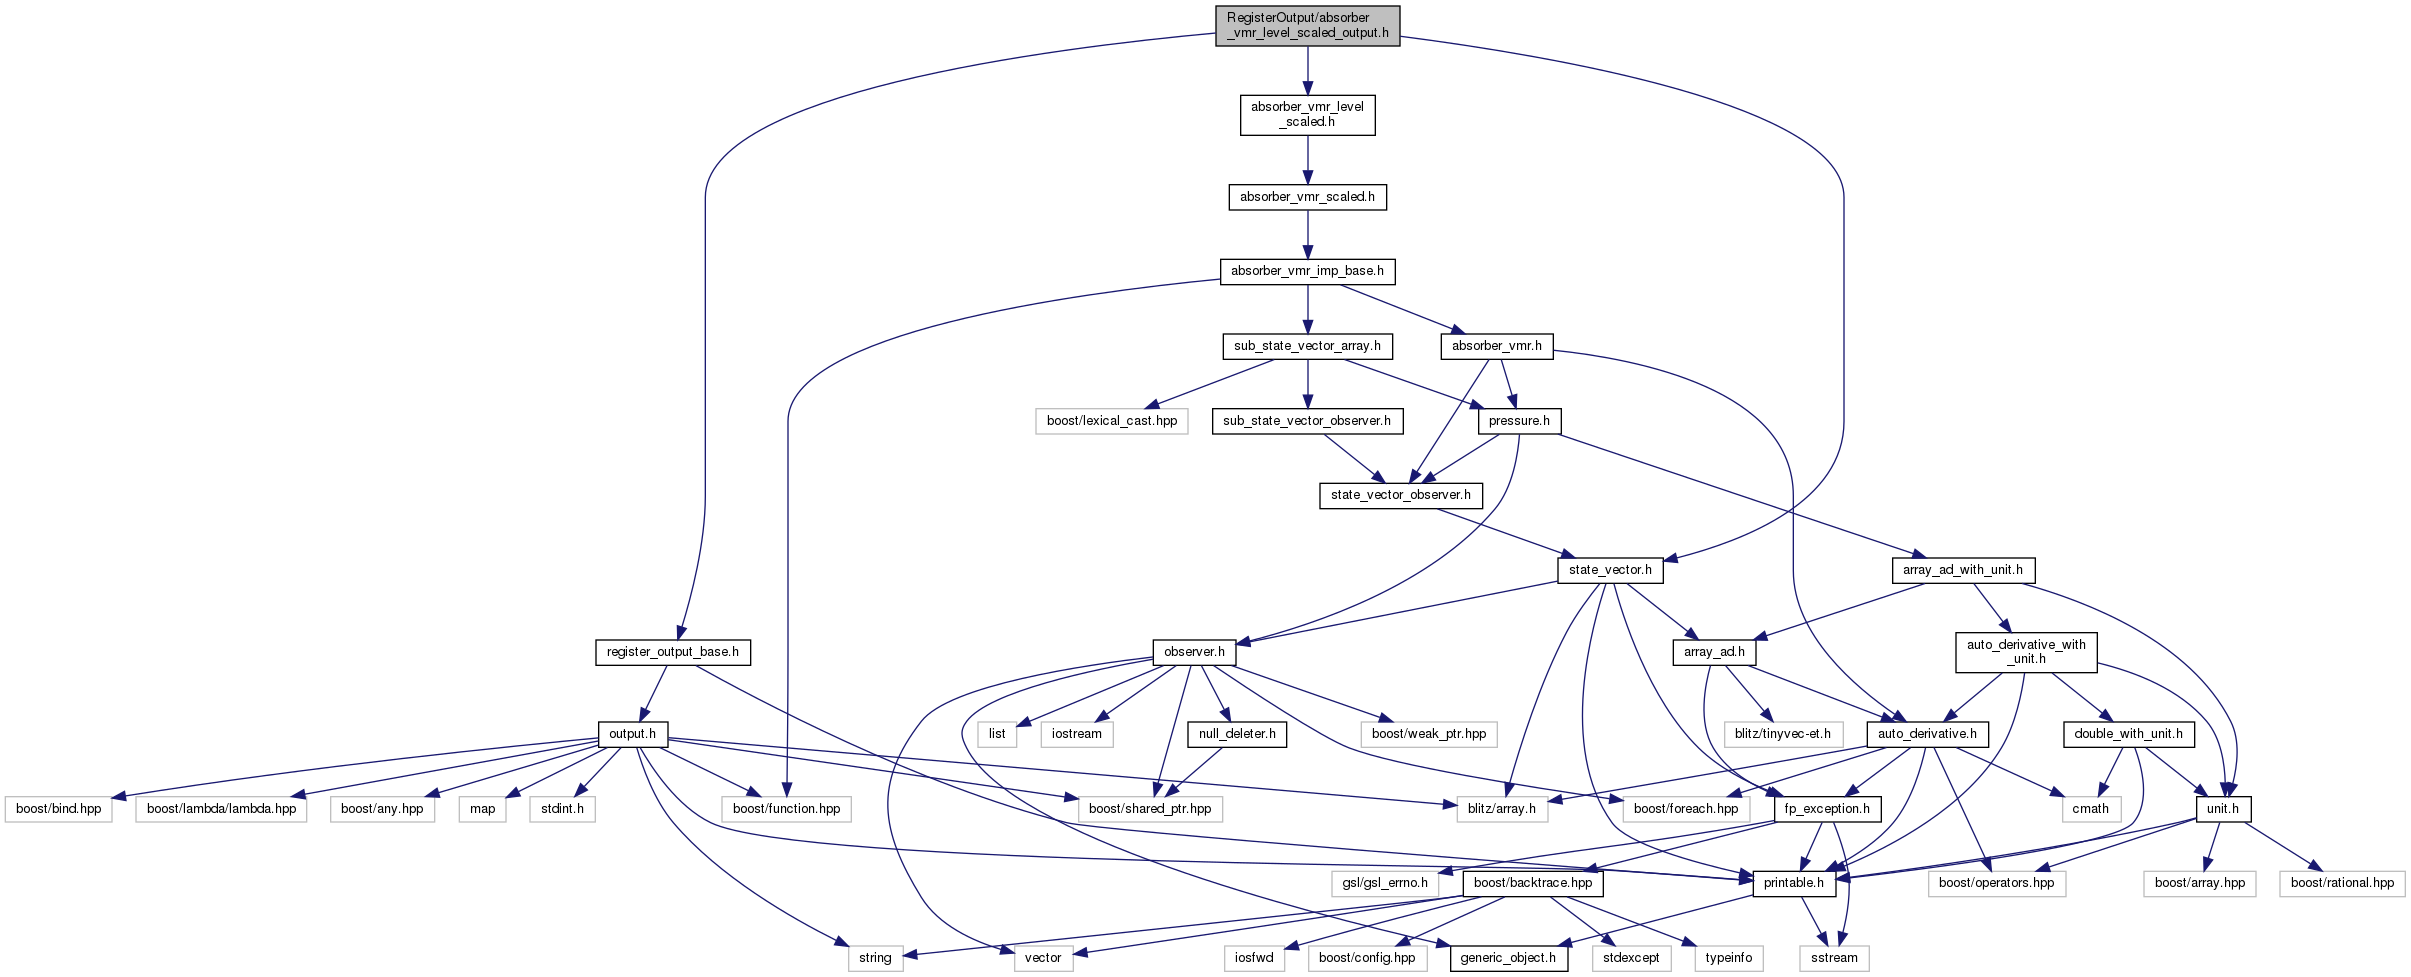 RegisterOutput/absorber
_vmr_level_scaled_output.h
absorber_vmr_level
_scaled.h
absorber_vmr_scaled.h
absorber_vmr_imp_base.h
sub_state_vector_array.h
absorber_vmr.h
boost/lexical_cast.hpp
sub_state_vector_observer.h
pressure.h
state_vector_observer.h
state_vector.h
array_ad_with_unit.h
register_output_base.h
observer.h
array_ad.h
auto_derivative_with
_unit.h
output.h
list
iostream
null_deleter.h
boost/weak_ptr.hpp
blitz/tinyvec-et.h
auto_derivative.h
double_with_unit.h
boost/bind.hpp
boost/lambda/lambda.hpp
boost/any.hpp
map
stdint.h
boost/function.hpp
boost/shared_ptr.hpp
blitz/array.h
boost/foreach.hpp
fp_exception.h
cmath
unit.h
gsl/gsl_errno.h
boost/backtrace.hpp
printable.h
boost/operators.hpp
boost/array.hpp
boost/rational.hpp
string
vector
iosfwd
boost/config.hpp
generic_object.h
stdexcept
typeinfo
sstream